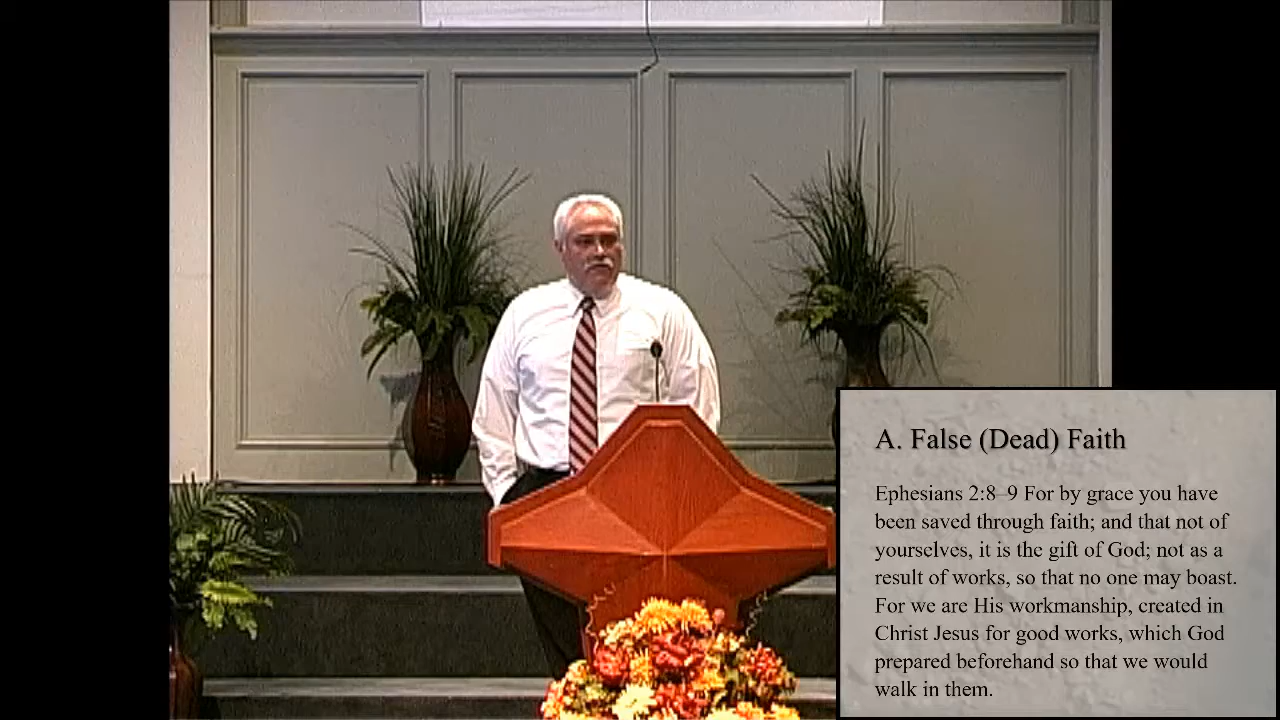 A. False (Dead) Faith
Ephesians 2:8–9 For by grace you have
been saved through faith; and that not of
yourselves, it is the gift of God; not as a
result of works, so that no one may boast.
For we are His workmanship, created in
Christ Jesus for good works, which God
prepared beforehand so that we would
walk in them.